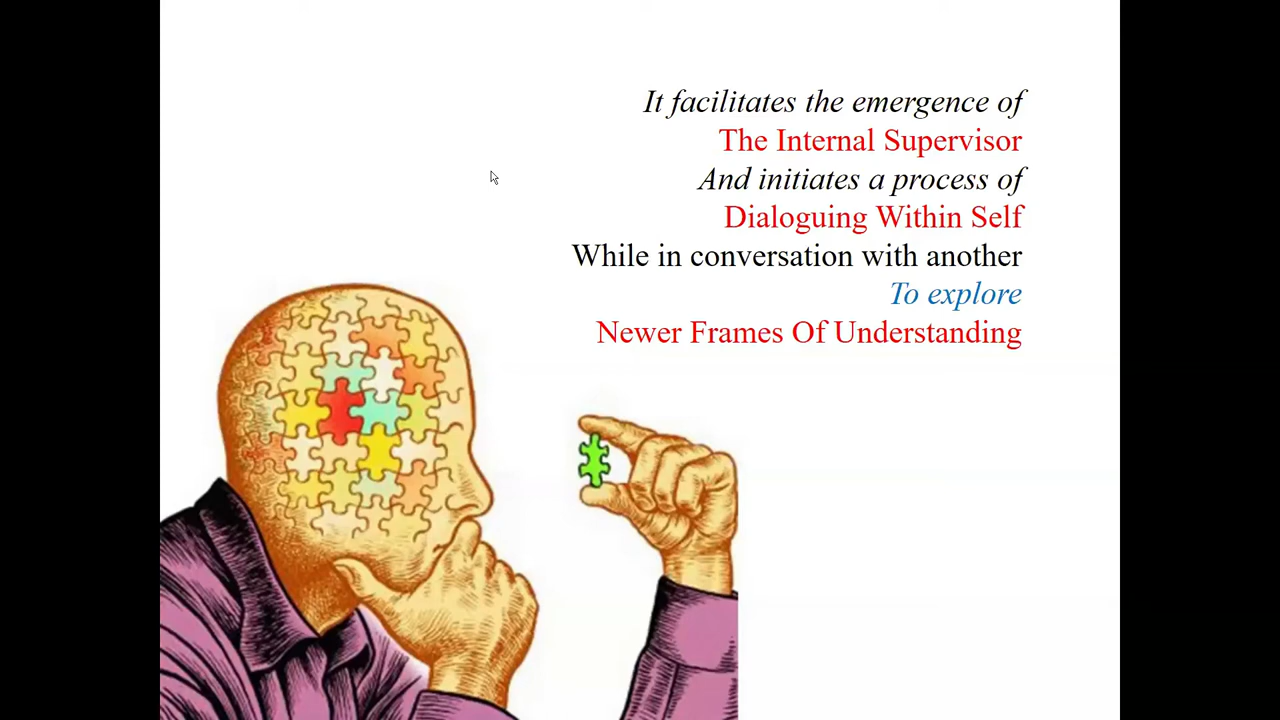 It facilitates the emergence of
The Internal Supervisor
And initiates a process of
Dialoguing Within Self
While in conversation with another
To explore
Newer Frames Of Understanding